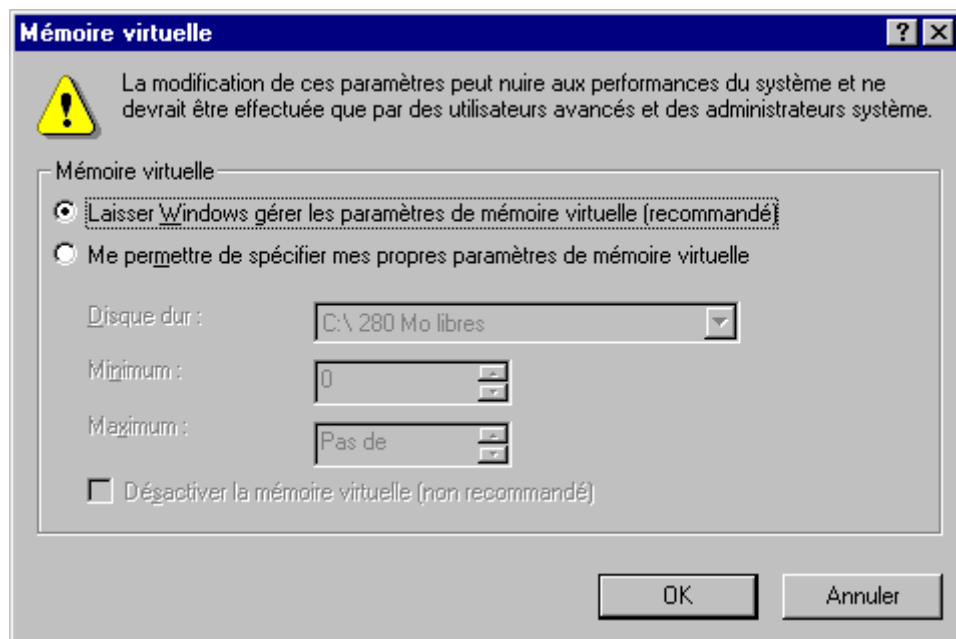 Mémoire virtuelle
La modification de ces paramètres peut nuire aux performances du système et ne
devrait être effectuée que par des utilisateurs avancés et des administrateurs système.
Mémoire virtuelle
Laisser Windows gérer les paramètres de mémoire virtuelle (recommandé)
Me permettre de spécifier mes propres paramètres de mémoire virtuelle
Disque dur :
C:\ 280 Mo libres
Minimum :
0
Maximum :
Pas de
Désactiver la mémoire virtuelle (non recommandé)
OK
Annuler